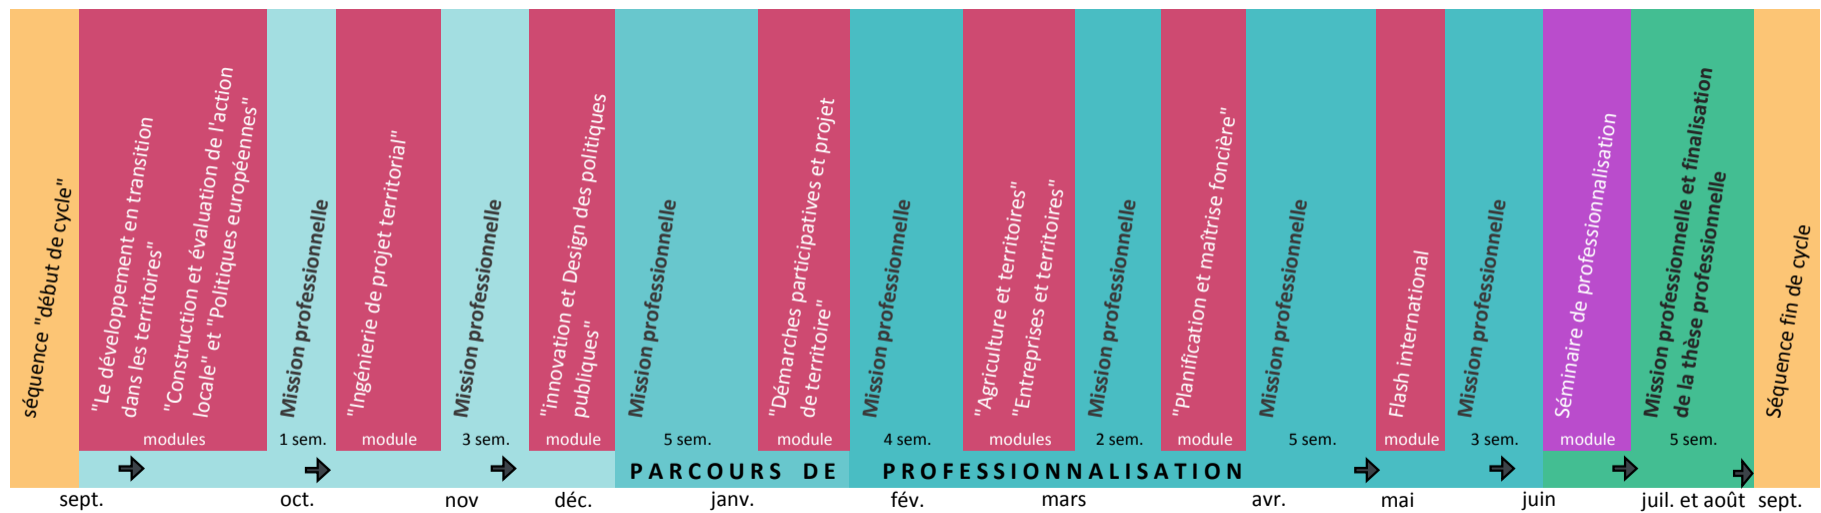 séquence "début de cycle"
"Le développement en transition
dans les territoires"
"Construction et évaluation de l'action
locale" et "Politiques européennes"
modules
Mission professionnelle
1 sem.
"Ingénierie de projet territorial"
module
Mission professionnelle
3 sem.
"innovation et Design des politiques
publiques"
module
Mission professionnelle
5 sem.
"Démarches participatives et projet
de territoire"
module
Mission professionnelle
4 sem.
"Agriculture et territoires"
"Entreprises et territoires"
modules
Mission professionnelle
2 sem.
"Planification et maîtrise foncière"
module
Mission professionnelle
5 sem.
Flash international
module
Mission professionnelle
3 sem.
Séminaire de professionnalisation
module
Mission professionnelle et finalisation
de la thèse professionnelle
5 sem.
Séquence fin de cycle
PARCOURS DE PROFESSIONNALISATION
sept. oct. nov déc. janv. fév. mars avr. mai juin juil. et août sept.